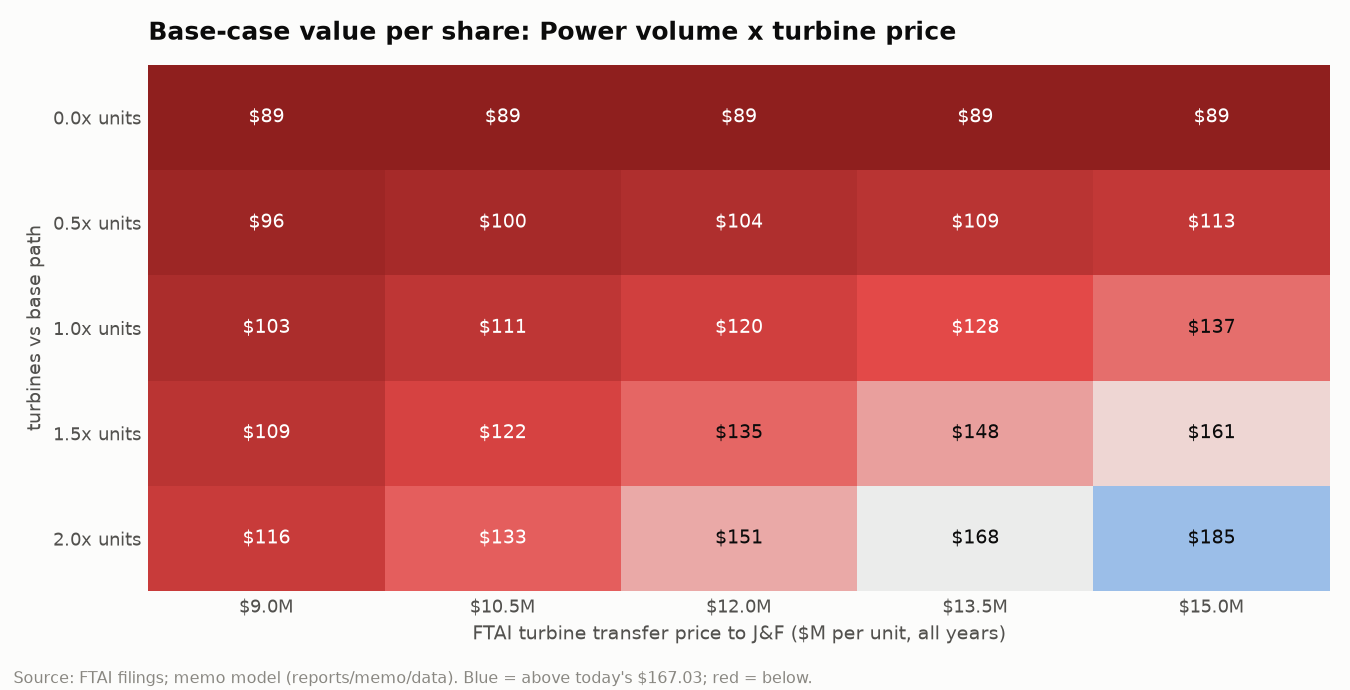 Base-case value per share: Power volume x turbine price
turbines vs base path
0.0x units $89 $89 $89 $89 $89
0.5x units $96 $100 $104 $109 $113
1.0x units $103 $111 $120 $128 $137
1.5x units $109 $122 $135 $148 $161
2.0x units $116 $133 $151 $168 $185
$9.0M $10.5M $12.0M $13.5M $15.0M
FTAI turbine transfer price to J&F ($M per unit, all years)
Source: FTAI filings; memo model (reports/memo/data). Blue = above today's $167.03; red = below.